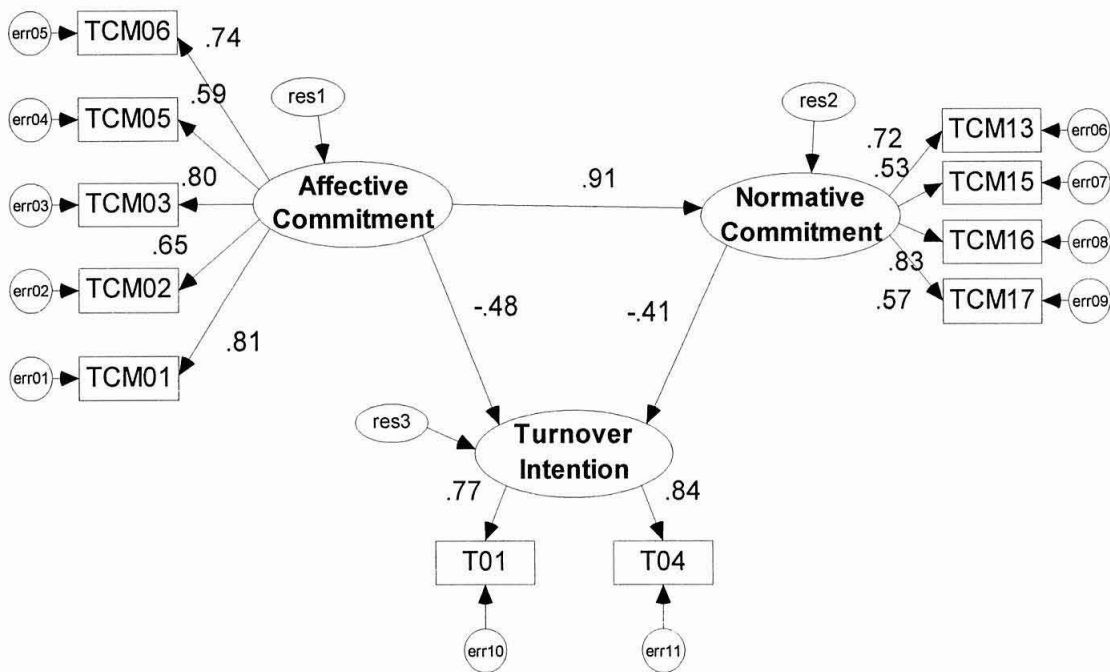 err05
TCM06
.74
.59
err04
TCM05
.80
err03
TCM03
.65
err02
TCM02
.81
err01
TCM01
res1
Affective
Commitment
.91
-.48
-.41
res2
Normative
Commitment
.72
.53
TCM13
err06
TCM15
err07
TCM16
err08
.83
.57
TCM17
err09
res3
Turnover
Intention
.77
.84
T01
T04
err10
err11